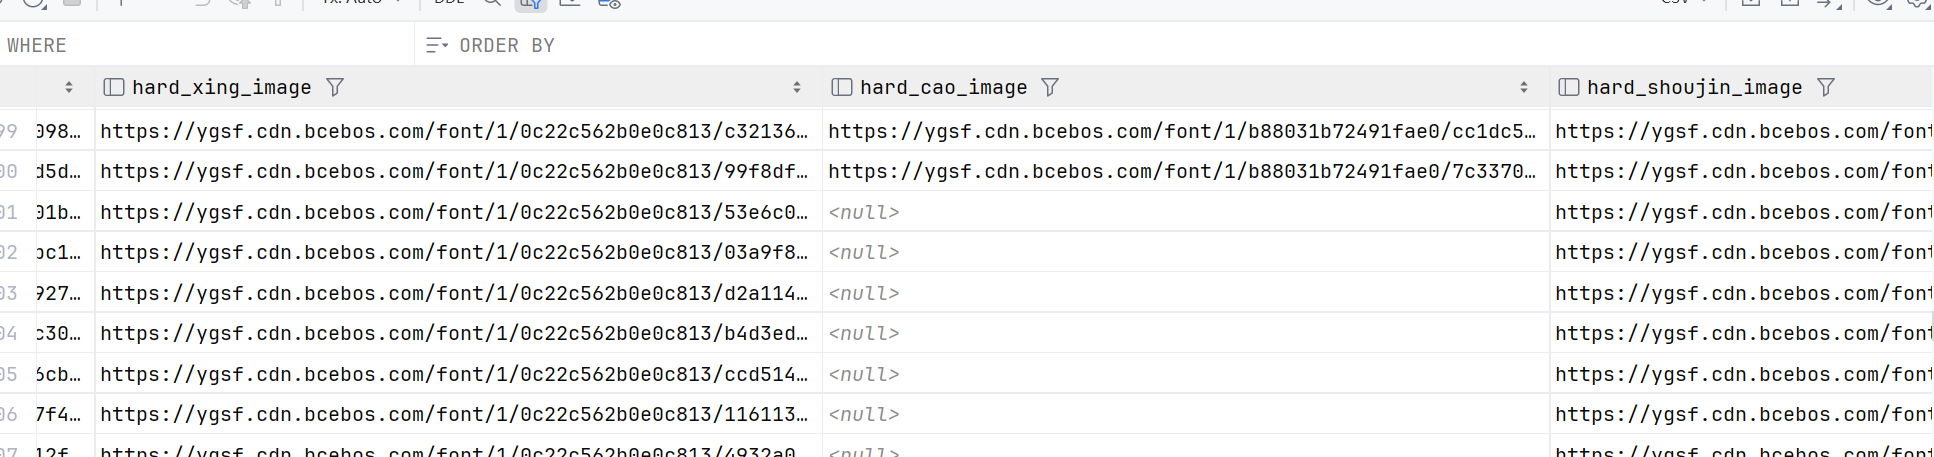 Tx: Auto DDL CSV
WHERE ORDER BY
hard_xing_image hard_cao_image hard_shoujin_image
99 098… https://ygsf.cdn.bcebos.com/font/1/0c22c562b0e0c813/c32136… https://ygsf.cdn.bcebos.com/font/1/b88031b72491fae0/cc1dc5… https://ygsf.cdn.bcebos.com/font
00 d5d… https://ygsf.cdn.bcebos.com/font/1/0c22c562b0e0c813/99f8df… https://ygsf.cdn.bcebos.com/font/1/b88031b72491fae0/7c3370… https://ygsf.cdn.bcebos.com/font
01 01b… https://ygsf.cdn.bcebos.com/font/1/0c22c562b0e0c813/53e6c0… <null> https://ygsf.cdn.bcebos.com/font
02 bc1… https://ygsf.cdn.bcebos.com/font/1/0c22c562b0e0c813/03a9f8… <null> https://ygsf.cdn.bcebos.com/font
03 927… https://ygsf.cdn.bcebos.com/font/1/0c22c562b0e0c813/d2a114… <null> https://ygsf.cdn.bcebos.com/font
04 c30… https://ygsf.cdn.bcebos.com/font/1/0c22c562b0e0c813/b4d3ed… <null> https://ygsf.cdn.bcebos.com/font
05 6cb… https://ygsf.cdn.bcebos.com/font/1/0c22c562b0e0c813/ccd514… <null> https://ygsf.cdn.bcebos.com/font
06 7f4… https://ygsf.cdn.bcebos.com/font/1/0c22c562b0e0c813/116113… <null> https://ygsf.cdn.bcebos.com/font
07 12f… https://ygsf.cdn.bcebos.com/font/1/0c22c562b0e0c813/4932a0… <null> https://ygsf.cdn.bcebos.com/font